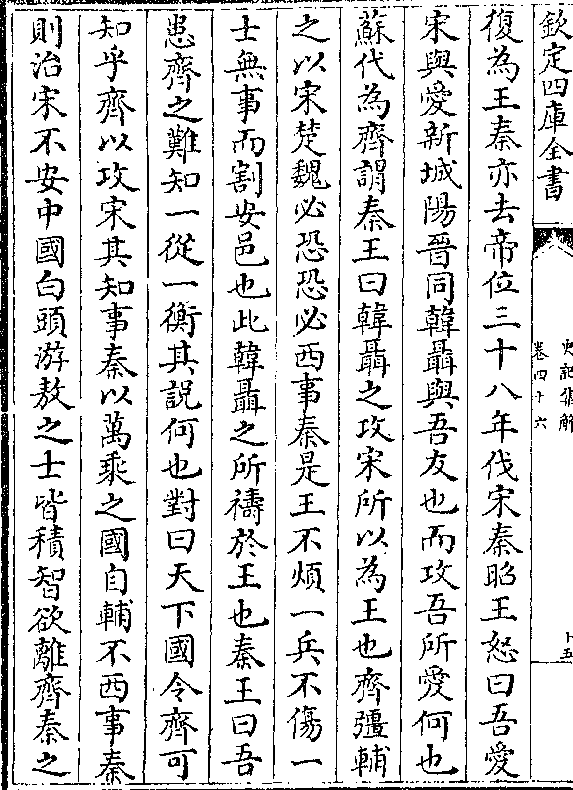 欽定四庫全書
史記集解
卷四十六
十五
復為王秦亦去帝位三十八年伐宋秦昭王怒曰吾愛
宋與愛新城陽晉同韓聶與吾友也而攻吾所愛何也
蘇代為齊謂秦王曰韓聶之攻宋所以為王也齊彊輔
之以宋楚魏必恐恐必西事秦是王不煩一兵不傷一
士無事而割安邑也此韓聶之所禱於王也秦王曰吾
患齊之難知一從一衡其説何也對曰天下國令齊可
知乎齊以攻宋其知事秦以萬乘之國自輔不西事秦
則治宋不安中國白頭游敖之士皆積智欲離齊秦之